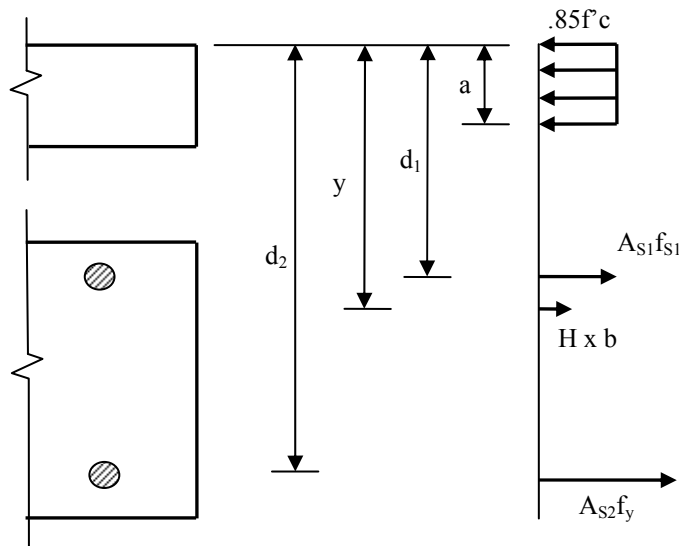 .85f'c
a
d1
y
d2
AS1fS1
H x b
AS2fy